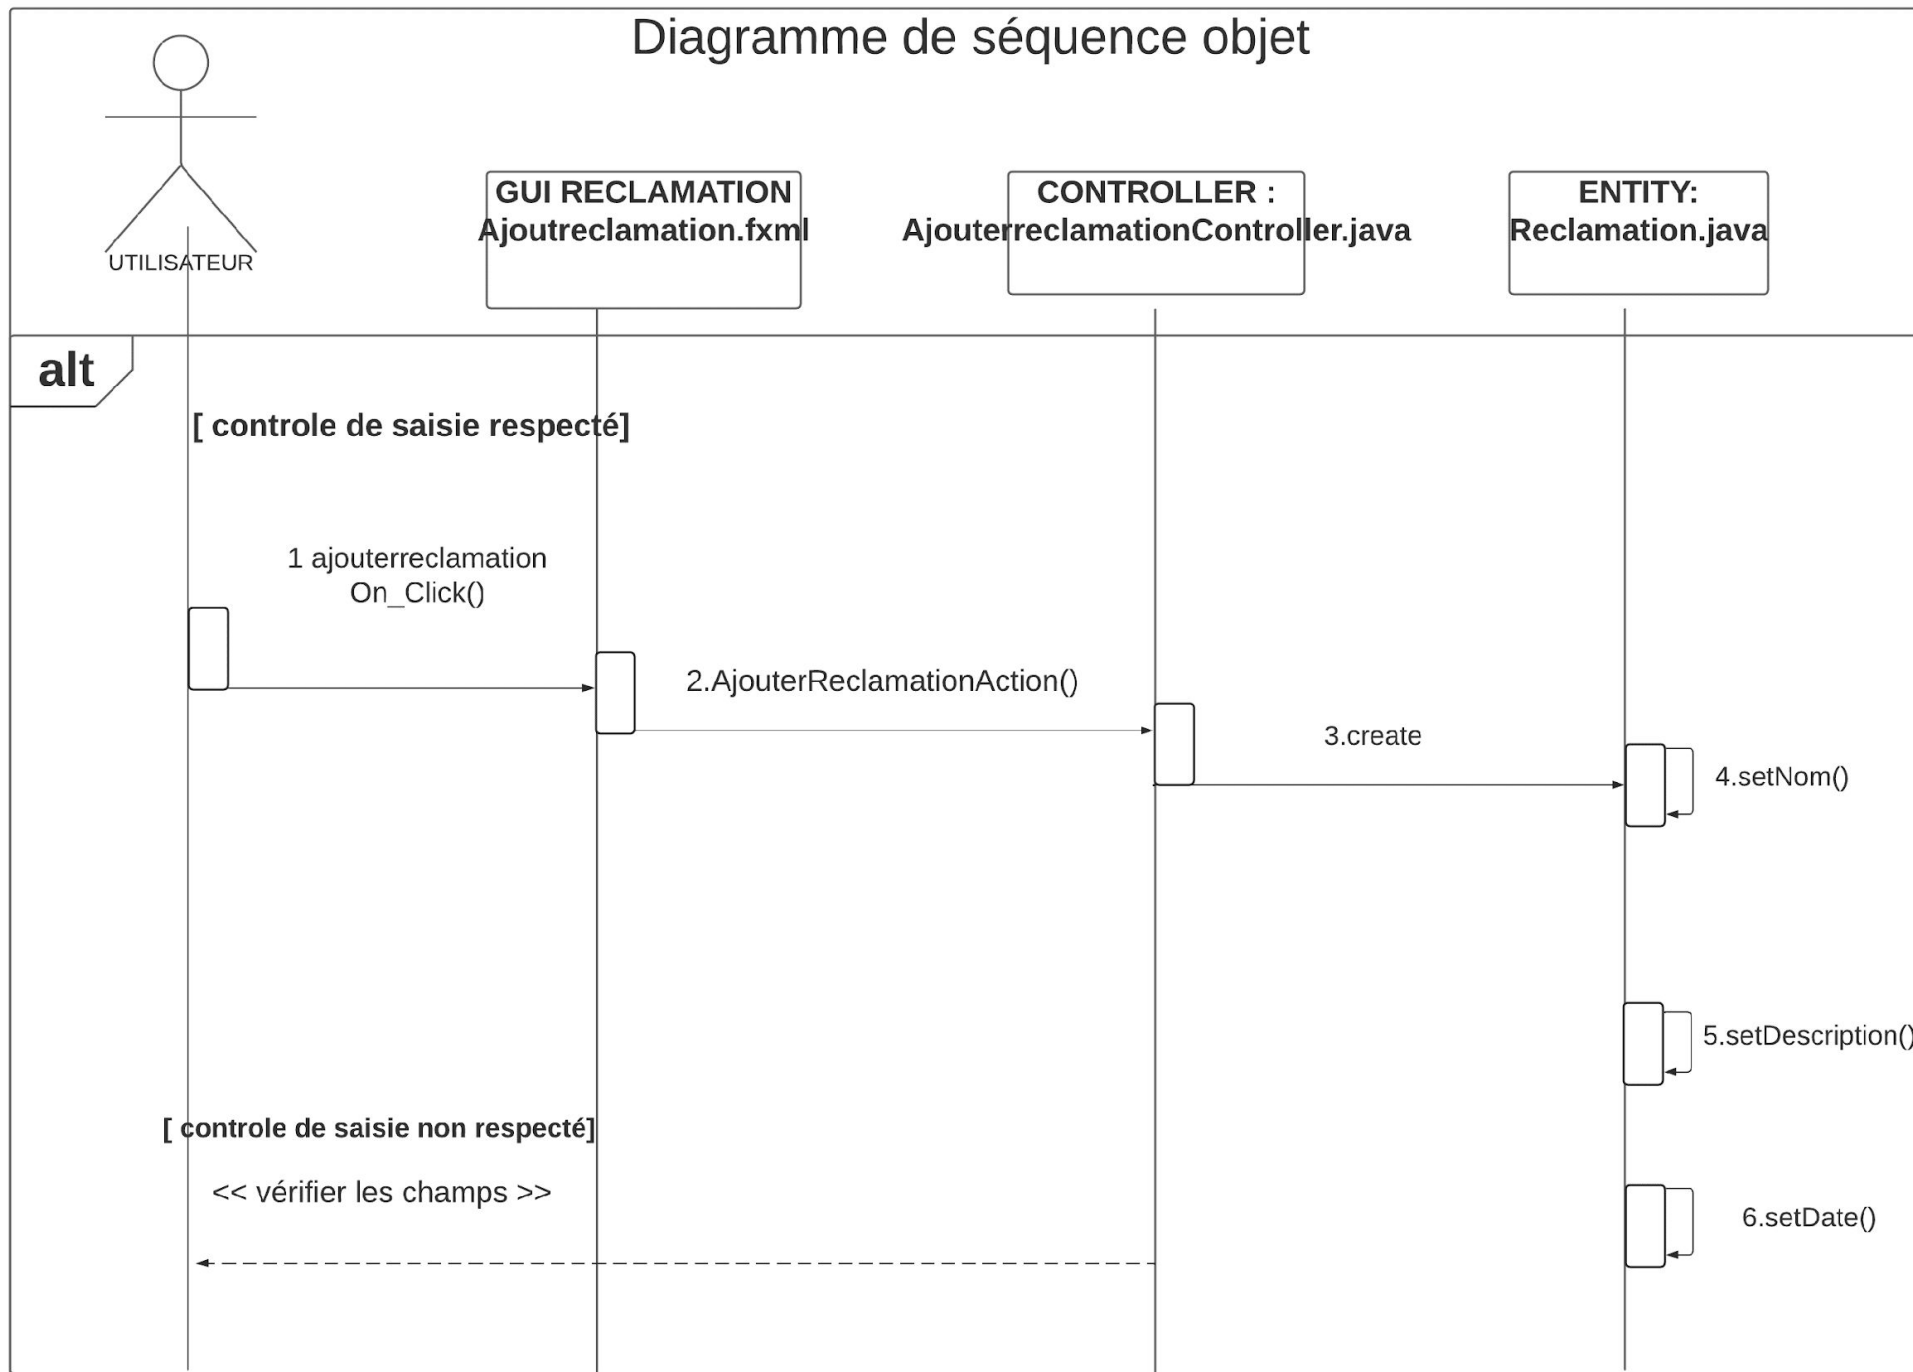 Diagramme de séquence objet
UTILISATEUR
GUI RECLAMATION
Ajoutreclamation.fxml
CONTROLLER :
AjouterreclamationController.java
ENTITY:
Reclamation.java
alt
[ controle de saisie respecté]
1 ajouterreclamation
On_Click()
2.AjouterReclamationAction()
3.create
4.setNom()
5.setDescription()
[ controle de saisie non respecté]
<< vérifier les champs >>
6.setDate()